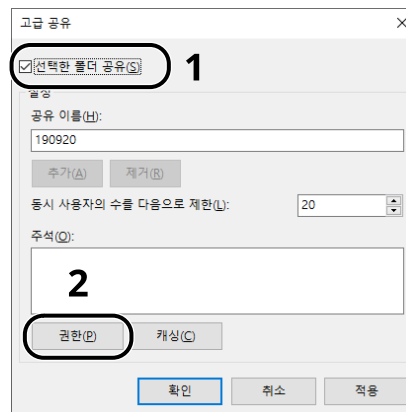 고급 공유
선택한 폴더 공유(S)
1
설정
공유 이름(H):
190920
추가(A) 제거(R)
동시 사용자의 수를 다음으로 제한(L): 20
주석(O):
2
권한(P) 캐싱(C)
확인 취소 적용